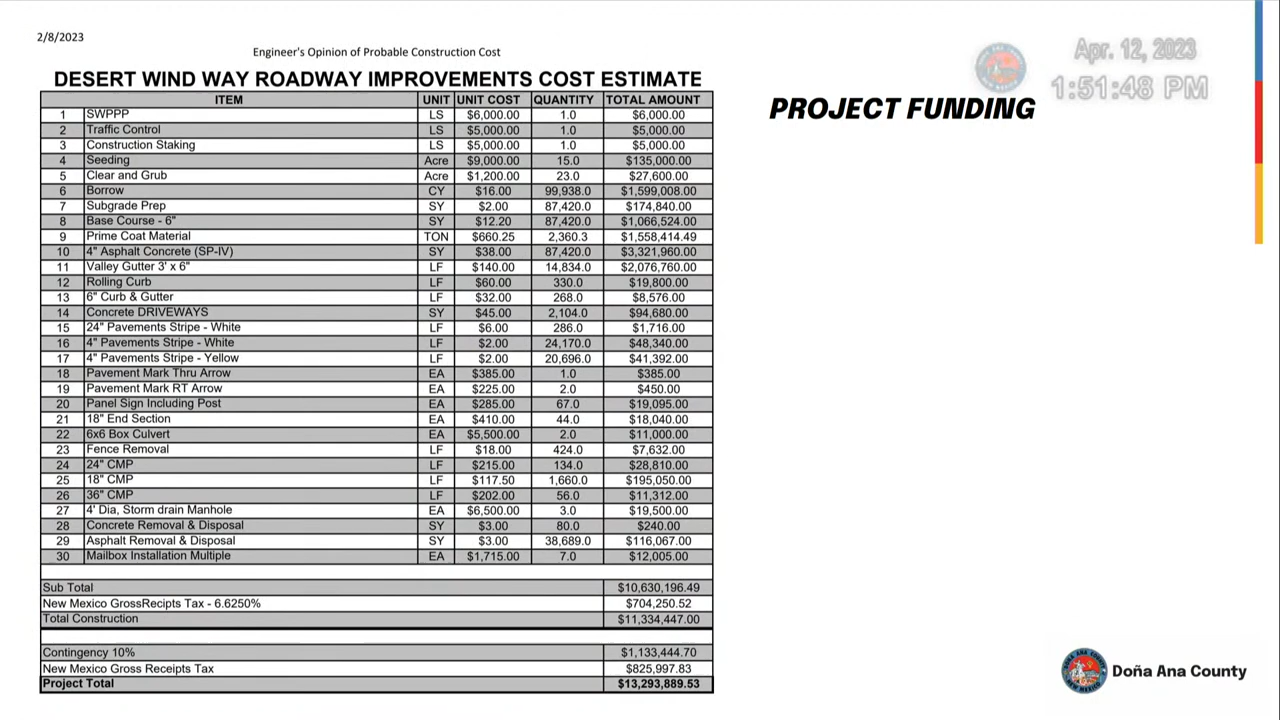 2/8/2023
Engineer's Opinion of Probable Construction Cost
DESERT WIND WAY ROADWAY IMPROVEMENTS COST ESTIMATE
ITEM UNIT UNIT COST QUANTITY TOTAL AMOUNT
1 SWPPP LS $6,000.00 1.0 $6,000.00
2 Traffic Control LS $5,000.00 1.0 $5,000.00
3 Construction Staking LS $5,000.00 1.0 $5,000.00
4 Seeding Acre $9,000.00 15.0 $135,000.00
5 Clear and Grub Acre $1,200.00 23.0 $27,600.00
6 Borrow CY $16.00 99,938.0 $1,599,008.00
7 Subgrade Prep SY $2.00 87,420.0 $174,840.00
8 Base Course - 6" SY $12.20 87,420.0 $1,066,524.00
9 Prime Coat Material TON $660.25 2,360.3 $1,558,414.49
10 4" Asphalt Concrete (SP-IV) SY $38.00 87,420.0 $3,321,960.00
11 Valley Gutter 3' x 6" LF $140.00 14,834.0 $2,076,760.00
12 Rolling Curb LF $60.00 330.0 $19,800.00
13 6" Curb & Gutter LF $32.00 268.0 $8,576.00
14 Concrete DRIVEWAYS SY $45.00 2,104.0 $94,680.00
15 24" Pavements Stripe - White LF $6.00 286.0 $1,716.00
16 4" Pavements Stripe - White LF $2.00 24,170.0 $48,340.00
17 4" Pavements Stripe - Yellow LF $2.00 20,696.0 $41,392.00
18 Pavement Mark Thru Arrow EA $385.00 1.0 $385.00
19 Pavement Mark RT Arrow EA $225.00 2.0 $450.00
20 Panel Sign Including Post EA $285.00 67.0 $19,095.00
21 18" End Section EA $410.00 44.0 $18,040.00
22 6x6 Box Culvert EA $5,500.00 2.0 $11,000.00
23 Fence Removal LF $18.00 424.0 $7,632.00
24 24" CMP LF $215.00 134.0 $28,810.00
25 18" CMP LF $117.50 1,660.0 $195,050.00
26 36" CMP LF $202.00 56.0 $11,312.00
27 4' Dia, Storm drain Manhole EA $6,500.00 3.0 $19,500.00
28 Concrete Removal & Disposal SY $3.00 80.0 $240.00
29 Asphalt Removal & Disposal SY $3.00 38,689.0 $116,067.00
30 Mailbox Installation Multiple EA $1,715.00 7.0 $12,005.00
Sub Total $10,630,196.49
New Mexico GrossRecipts Tax - 6.6250% $704,250.52
Total Construction $11,334,447.00
Contingency 10% $1,133,444.70
New Mexico Gross Receipts Tax $825,997.83
Project Total $13,293,889.53
Apr. 12, 2023
1:51:48 PM
PROJECT FUNDING
Doña Ana County